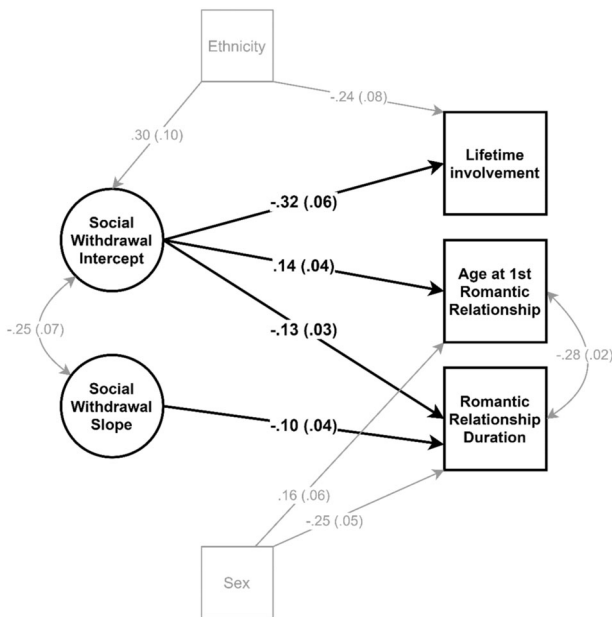 Ethnicity
-.24 (.08)
.30 (.10)
Lifetime
involvement
-.32 (.06)
Social
Withdrawal
Intercept
.14 (.04)
Age at 1st
Romantic
Relationship
-.25 (.07)
-.13 (.03)
-.28 (.02)
Social
Withdrawal
Slope
-.10 (.04)
Romantic
Relationship
Duration
.16 (.06)
-.25 (.05)
Sex